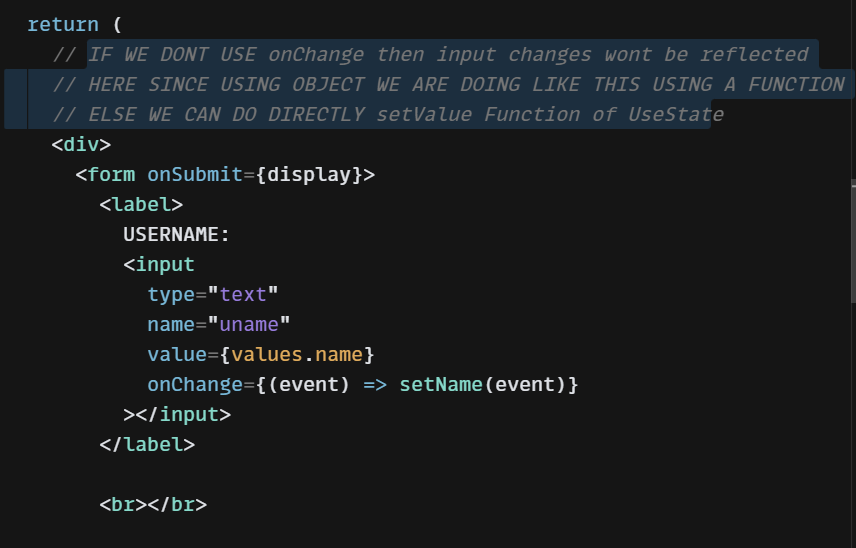 return (
// IF WE DONT USE onChange then input changes wont be reflected
// HERE SINCE USING OBJECT WE ARE DOING LIKE THIS USING A FUNCTION
// ELSE WE CAN DO DIRECTLY setValue Function of UseState
<div>
<form onSubmit={display}>
<label>
USERNAME:
<input
type="text"
name="uname"
value={values.name}
onChange={(event) => setName(event)}
></input>
</label>
<br></br>